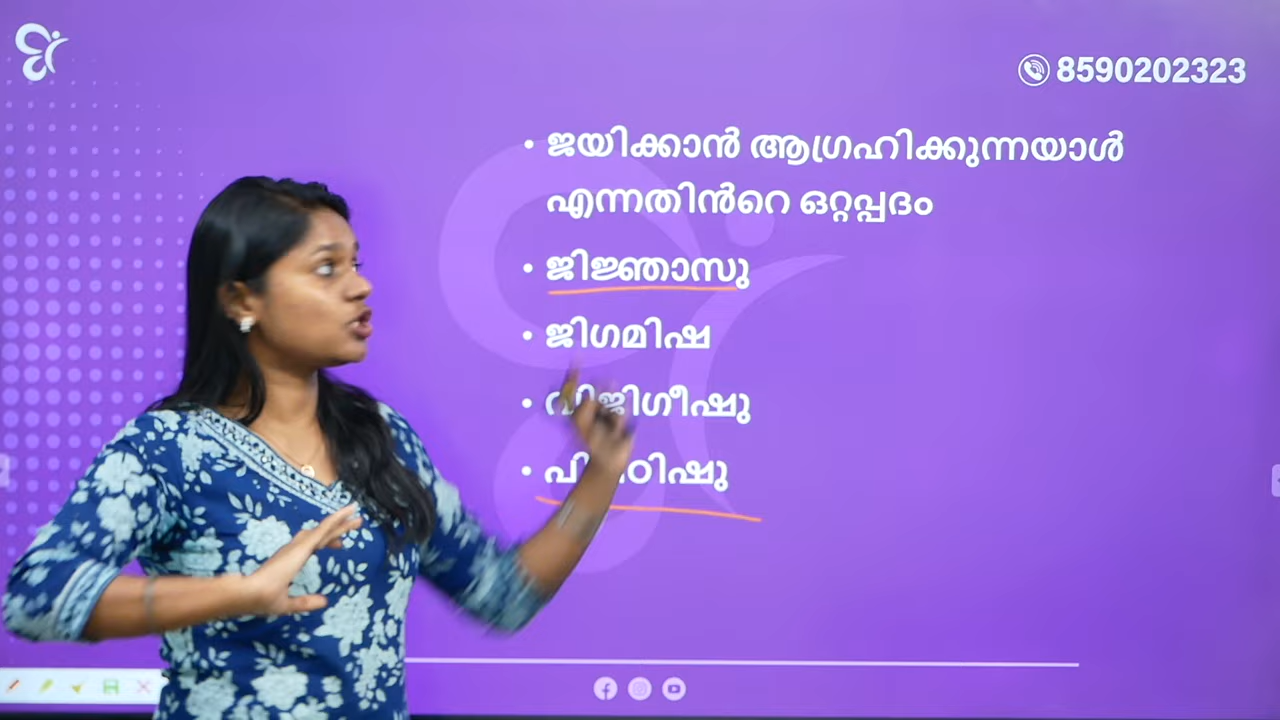 8590202323
• ജയിക്കാൻ ആഗ്രഹിക്കുന്നയാൾ
എന്നതിൻറെ ഒറ്റപ്പദം
• ജിജ്ഞാസു
• ജിഗമിഷ
• വിജിഗീഷു